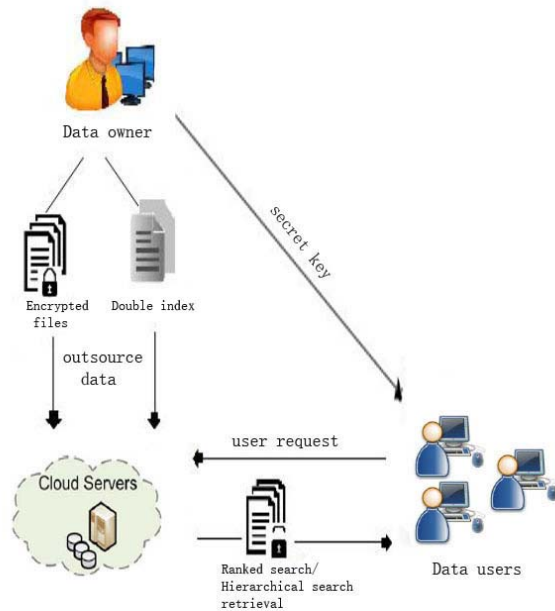 Data owner
secret key
Encrypted
files
Double index
outsource
data
user request
Cloud Servers
Ranked search/
Hierarchical search
retrieval
Data users